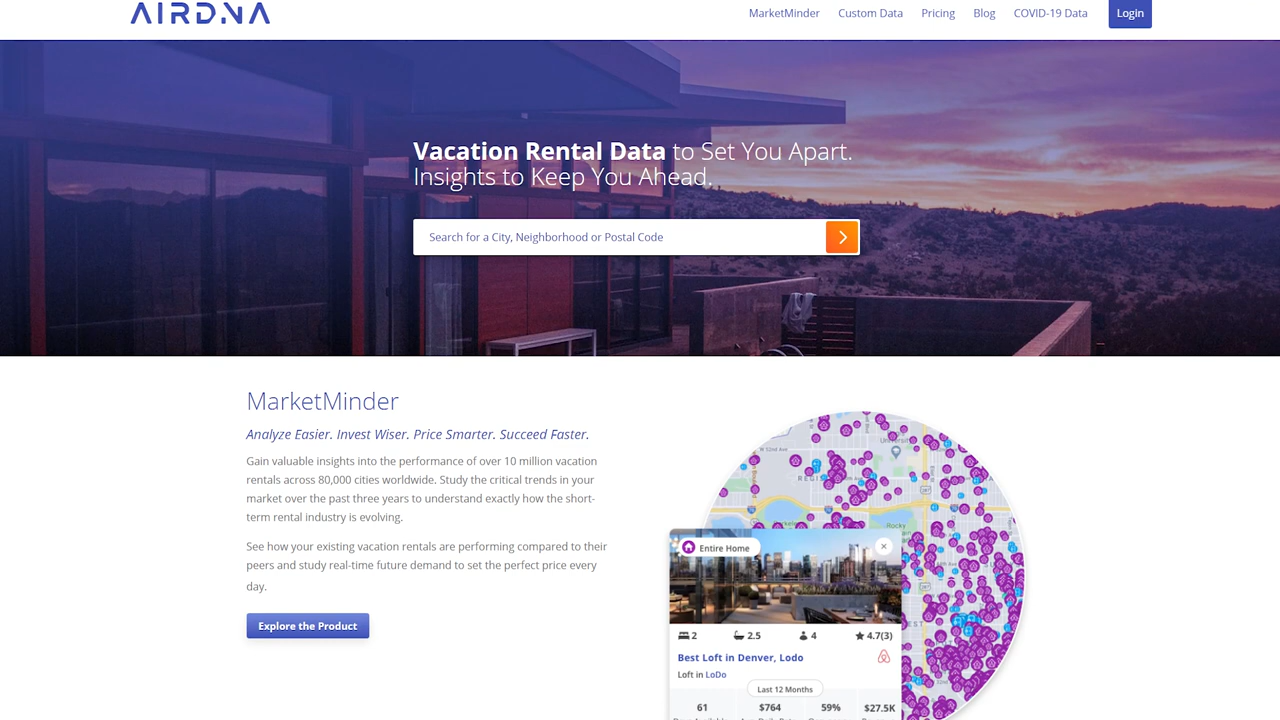 AIRDNA
MarketMinder Custom Data Pricing Blog COVID-19 Data Login
Vacation Rental Data to Set You Apart.
Insights to Keep You Ahead.
Search for a City, Neighborhood or Postal Code
MarketMinder
Analyze Easier. Invest Wiser. Price Smarter. Succeed Faster.
Gain valuable insights into the performance of over 10 million vacation
rentals across 80,000 cities worldwide. Study the critical trends in your
market over the past three years to understand exactly how the short-
term rental industry is evolving.
See how your existing vacation rentals are performing compared to their
peers and study real-time future demand to set the perfect price every
day.
Explore the Product
Entire Home
2 2.5 4 4.7(3)
Best Loft in Denver, Lodo
Loft in LoDo
Last 12 Months
61 $764 59% $27.5K
W 52nd Ave
Rocky